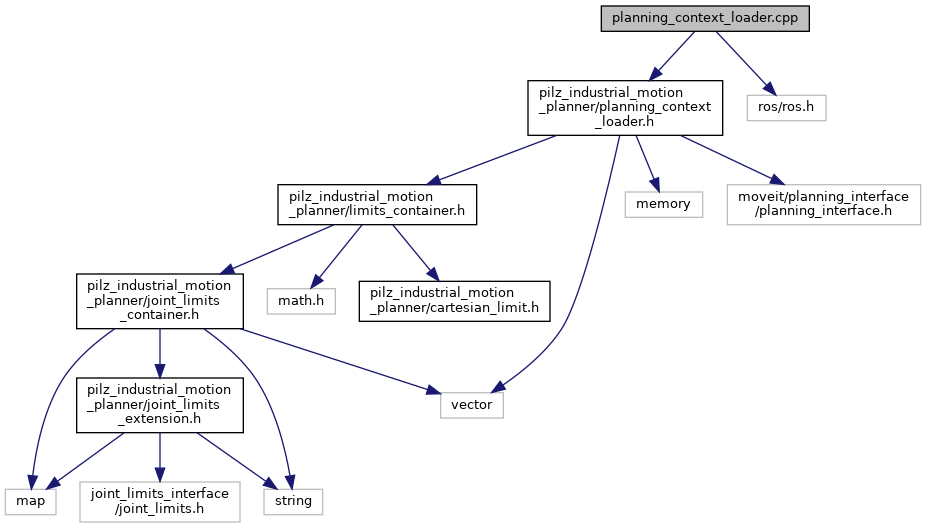 planning_context_loader.cpp
pilz_industrial_motion
_planner/planning_context
_loader.h
ros/ros.h
pilz_industrial_motion
_planner/limits_container.h
memory
moveit/planning_interface
/planning_interface.h
pilz_industrial_motion
_planner/joint_limits
_container.h
math.h
pilz_industrial_motion
_planner/cartesian_limit.h
pilz_industrial_motion
_planner/joint_limits
_extension.h
vector
map
joint_limits_interface
/joint_limits.h
string